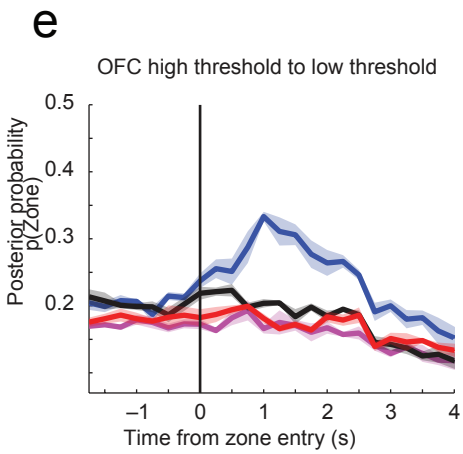 e
OFC high threshold to low threshold
Posterior probability
p(Zone)
0.5
0.4
0.3
0.2
–1 0 1 2 3 4
Time from zone entry (s)